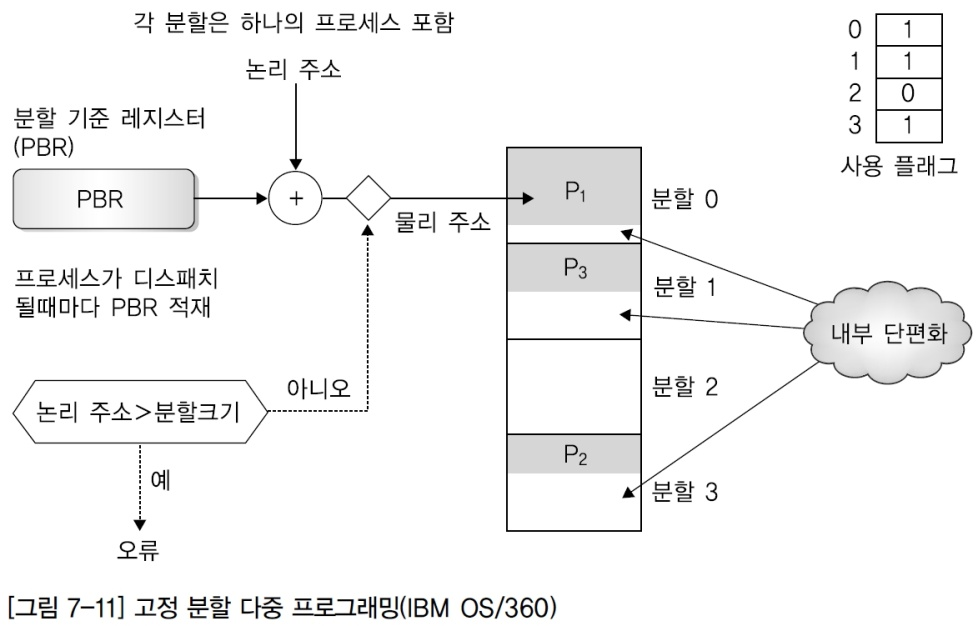 각 분할은 하나의 프로세스 포함
논리 주소
분할 기준 레지스터
(PBR)
PBR
+
물리 주소
프로세스가 디스패치
될때마다 PBR 적재
논리 주소>분할크기
아니오
예
오류
P₁
P₃
P₂
분할 0
분할 1
분할 2
분할 3
내부 단편화
0 1
1 1
2 0
3 1
사용 플래그
[그림 7-11] 고정 분할 다중 프로그래밍(IBM OS/360)